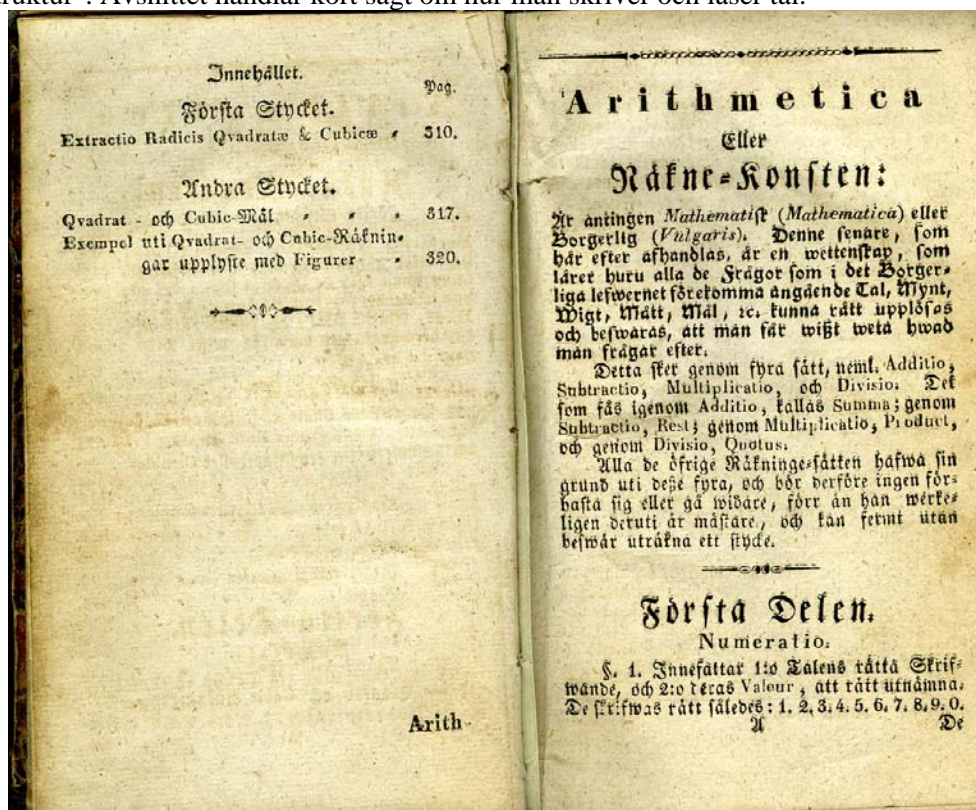 ruktur". Avsnittet handlar kort sagt om hur man skriver och läser tal.
Innehållet.
Pag.
Första Stycket.
Extractio Radicis Qvadratæ & Cubicæ 310.
Andra Stycket.
Qvadrat- och Cubic-Mål 317.
Exempel uti Qvadrat- och Cubic-Räknin-
gar upplyste med Figurer 320.
Arith-
Arithmetica
Eller
Räkne-Konsten:
Är antingen Mathematisk (Mathematica) eller
Borgerlig (Vulgaris). Denne senare, som
här efter afhandlas, är en wettenskap, som
lärer huru alla de Frågor som i det Borger-
liga lefwernet förekomma angående Tal, Mynt,
Wigt, Mått, Mål, ꝛc. kunna rätt upplösas
och beswaras, att man får wißt weta hwad
man frågar efter.
Detta sker genom fyra sätt, neml. Additio,
Subtractio, Multiplicatio, och Divisio. Det
som fås igenom Additio, kallas Summa; genom
Subtractio, Rest; genom Multiplicatio, Product,
och genom Divisio, Quotus.
Alla de öfrige Räkninge-sätten hafwa sin
grund uti deße fyra, och bör derföre ingen för-
hasta sig eller gå widare, förr än han werke-
ligen deruti är mästare, och kan fermt utan
beswär uträkna ett stycke.
Första Delen.
Numeratio.
§. 1. Innefattar 1:o Talens rätta Skrif-
wande, och 2:o deras Valeur, att rätt utnämna.
De skrifwas rätt således: 1. 2. 3. 4. 5. 6. 7. 8. 9. 0.
A De